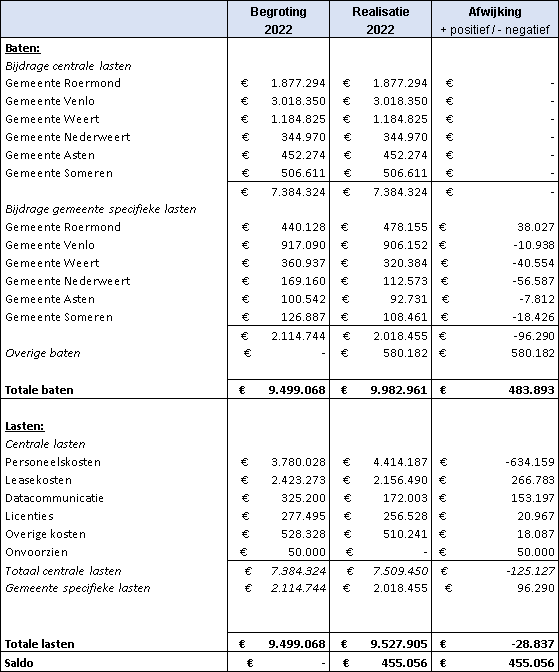 Begroting Realisatie Afwijking
2022 2022 + positief / - negatief
Baten:
Bijdrage centrale lasten
Gemeente Roermond € 1.877.294 € 1.877.294 € -
Gemeente Venlo € 3.018.350 € 3.018.350 € -
Gemeente Weert € 1.184.825 € 1.184.825 € -
Gemeente Nederweert € 344.970 € 344.970 € -
Gemeente Asten € 452.274 € 452.274 € -
Gemeente Someren € 506.611 € 506.611 € -
€ 7.384.324 € 7.384.324 € -
Bijdrage gemeente specifieke lasten
Gemeente Roermond € 440.128 € 478.155 € 38.027
Gemeente Venlo € 917.090 € 906.152 € -10.938
Gemeente Weert € 360.937 € 320.384 € -40.554
Gemeente Nederweert € 169.160 € 112.573 € -56.587
Gemeente Asten € 100.542 € 92.731 € -7.812
Gemeente Someren € 126.887 € 108.461 € -18.426
€ 2.114.744 € 2.018.455 € -96.290
Overige baten € - € 580.182 € 580.182
Totale baten € 9.499.068 € 9.982.961 € 483.893
Lasten:
Centrale lasten
Personeelskosten € 3.780.028 € 4.414.187 € -634.159
Leasekosten € 2.423.273 € 2.156.490 € 266.783
Datacommunicatie € 325.200 € 172.003 € 153.197
Licenties € 277.495 € 256.528 € 20.967
Overige kosten € 528.328 € 510.241 € 18.087
Onvoorzien € 50.000 € - € 50.000
Totaal centrale lasten € 7.384.324 € 7.509.450 € -125.127
Gemeente specifieke lasten € 2.114.744 € 2.018.455 € 96.290
Totale lasten € 9.499.068 € 9.527.905 € -28.837
Saldo € - € 455.056 € 455.056